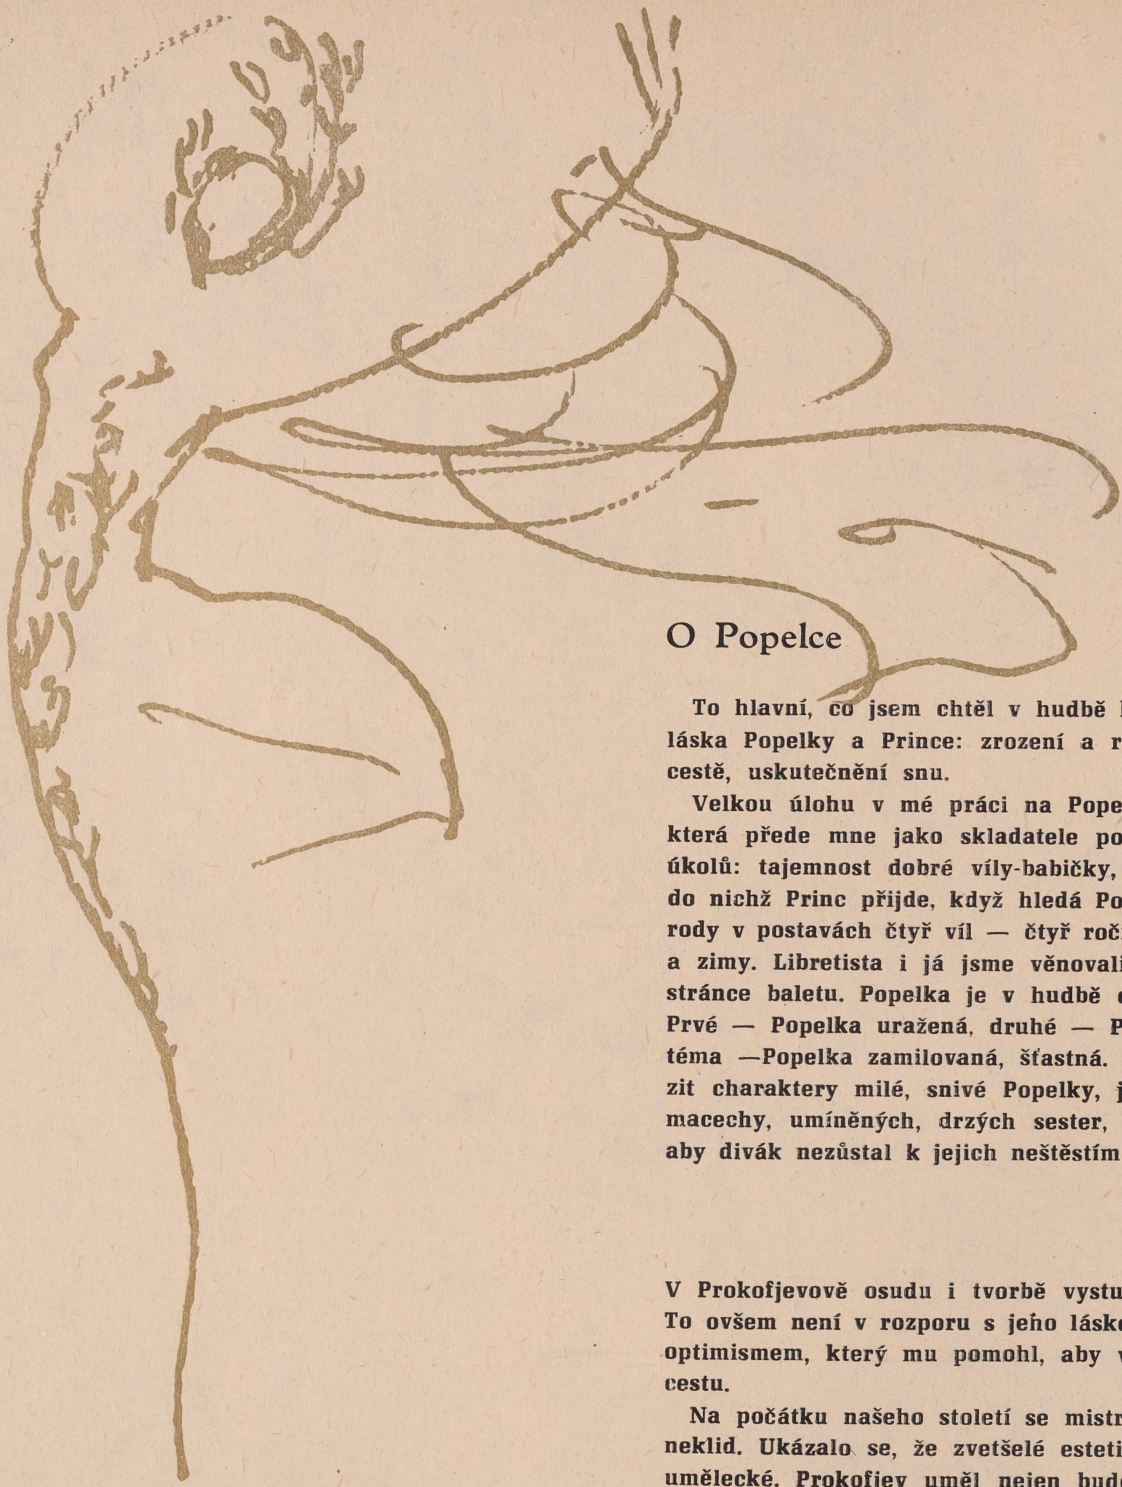 O Popelce
To hlavní, co jsem chtěl v hudbě
láska Popelky a Prince: zrození a
cestě, uskutečnění snu.
Velkou úlohu v mé práci na
která přede mne jako skladatele
úkolů: tajemnost dobré víly-babičky,
do nichž Princ přijde, když hledá
rody v postavách čtyř víl — čtyř
a zimy. Libretista i já jsme věnovali
stránce baletu. Popelka je v hudbě
Prvé — Popelka uražená, druhé —
téma —Popelka zamilovaná, šťastná.
zit charaktery milé, snivé Popelky,
macechy, umíněných, drzých sester,
aby divák nezůstal k jejich neštěstím
V Prokofjevově osudu i tvorbě
To ovšem není v rozporu s jeho
optimismem, který mu pomohl, aby
cestu.
Na počátku našeho století se
neklid. Ukázalo se, že zvetšelé
umělecké. Prokofjev uměl nejen